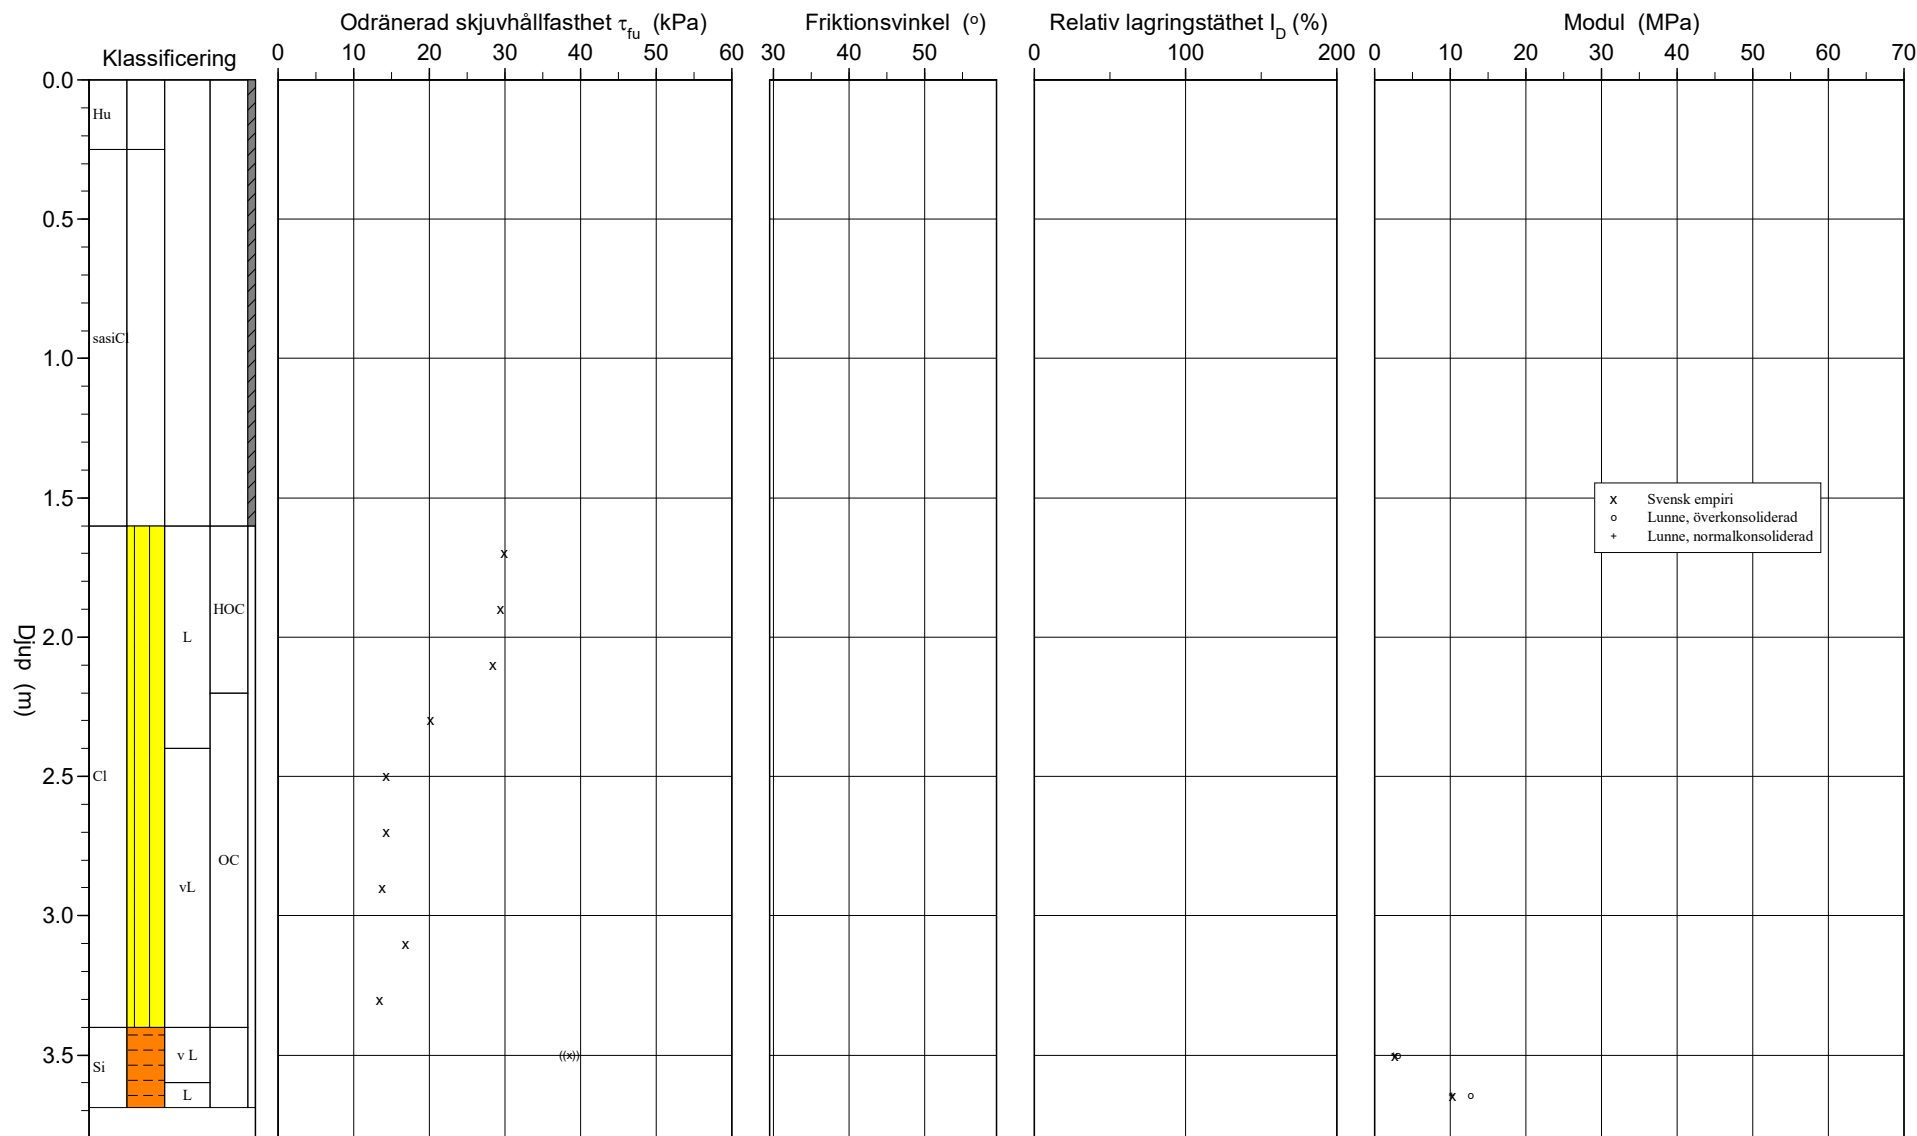 Odränerad skjuvhållfasthet τfu (kPa)
Friktionsvinkel (o)
Relativ lagringstäthet ID (%)
Modul (MPa)
Klassificering
0 10 20 30 40 50 60
30 40 50
0 100 200
0 10 20 30 40 50 60 70
0.0
Hu
0.5
sasiCl
1.0
1.5
x Svensk empiri
o Lunne, överkonsoliderad
+ Lunne, normalkonsoliderad
x
HOC
x
2.0
L
x
Djup (m)
x
2.5
Cl
x
x
OC
vL
x
3.0
x
x
3.5
v L
((x))
Si
L